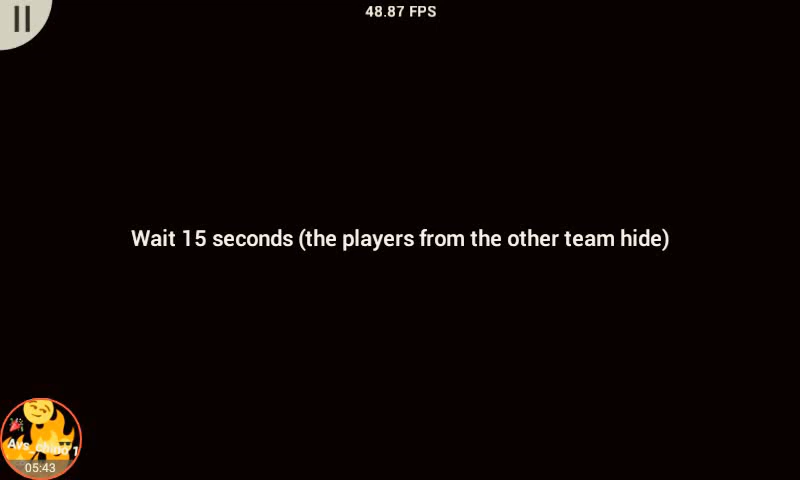 48.87 FPS
Wait 15 seconds (the players from the other team hide)
05:43